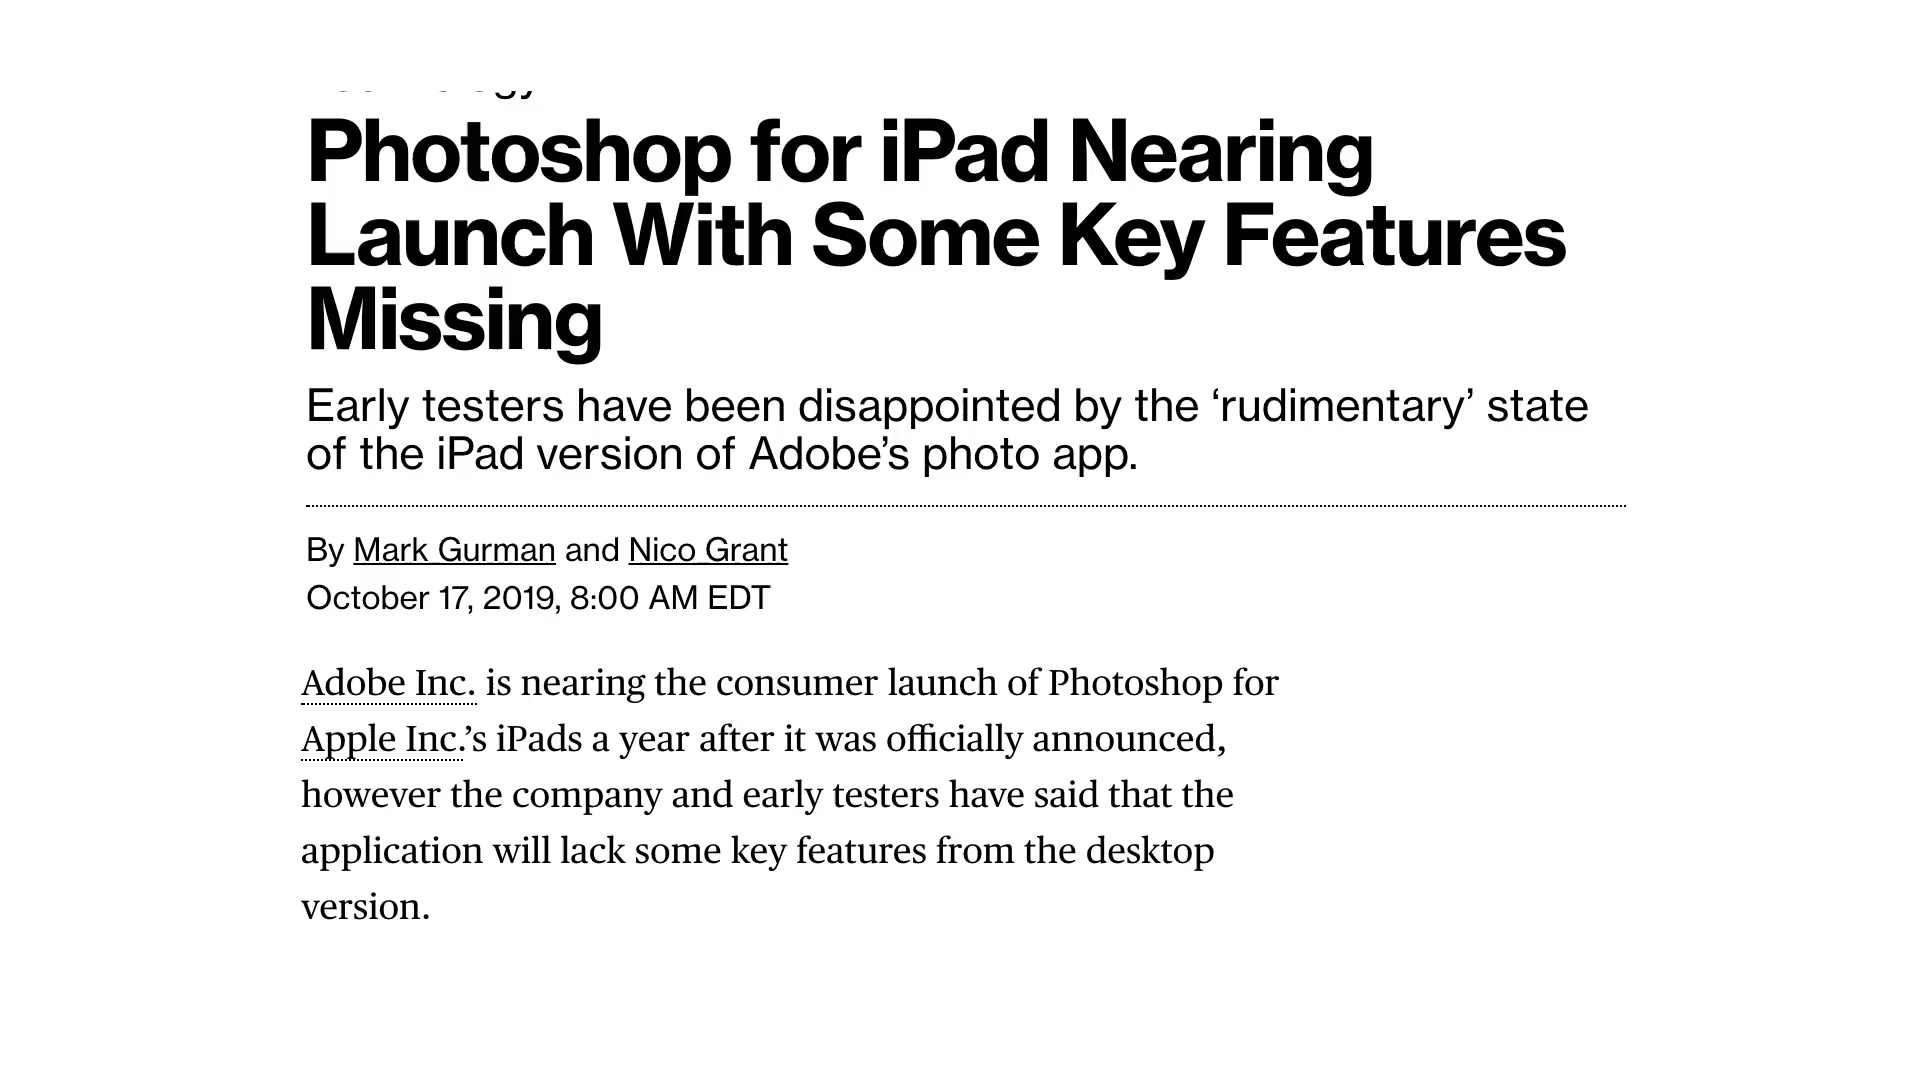 Photoshop for iPad Nearing
Launch With Some Key Features
Missing
Early testers have been disappointed by the ‘rudimentary’ state
of the iPad version of Adobe’s photo app.
By Mark Gurman and Nico Grant
October 17, 2019, 8:00 AM EDT
Adobe Inc. is nearing the consumer launch of Photoshop for
Apple Inc.’s iPads a year after it was officially announced,
however the company and early testers have said that the
application will lack some key features from the desktop
version.